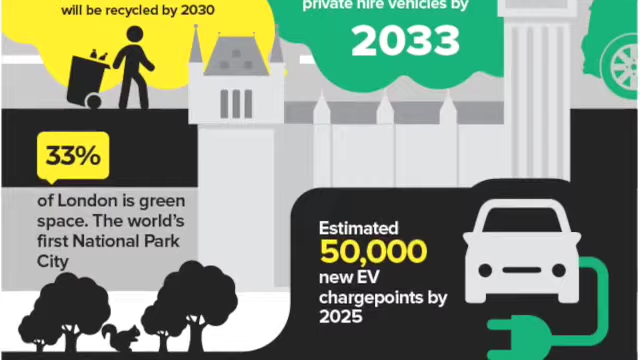 will be recycled by 2030
private hire vehicles by
2033
33%
of London is green
space. The world's
first National Park
City
Estimated
50,000
new EV
chargepoints by
2025